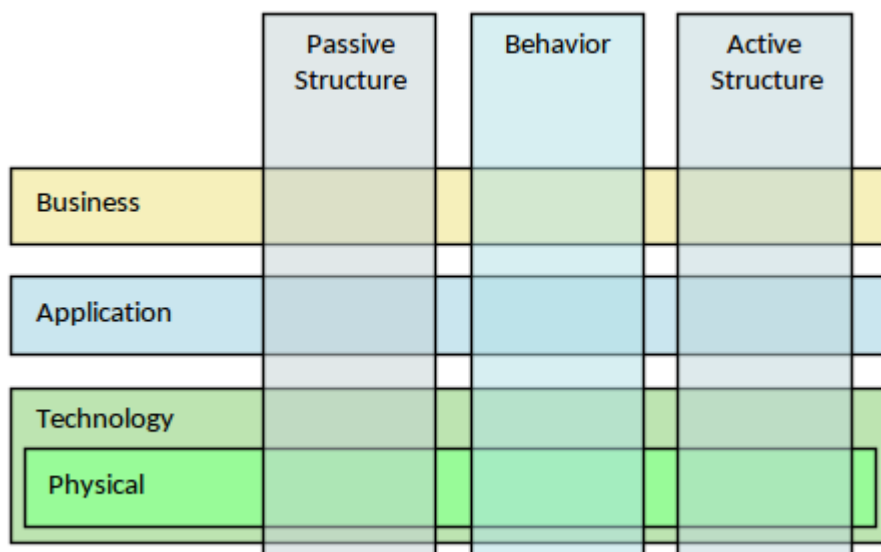 Passive
Structure
Behavior
Active
Structure
Business
Application
Technology
Physical